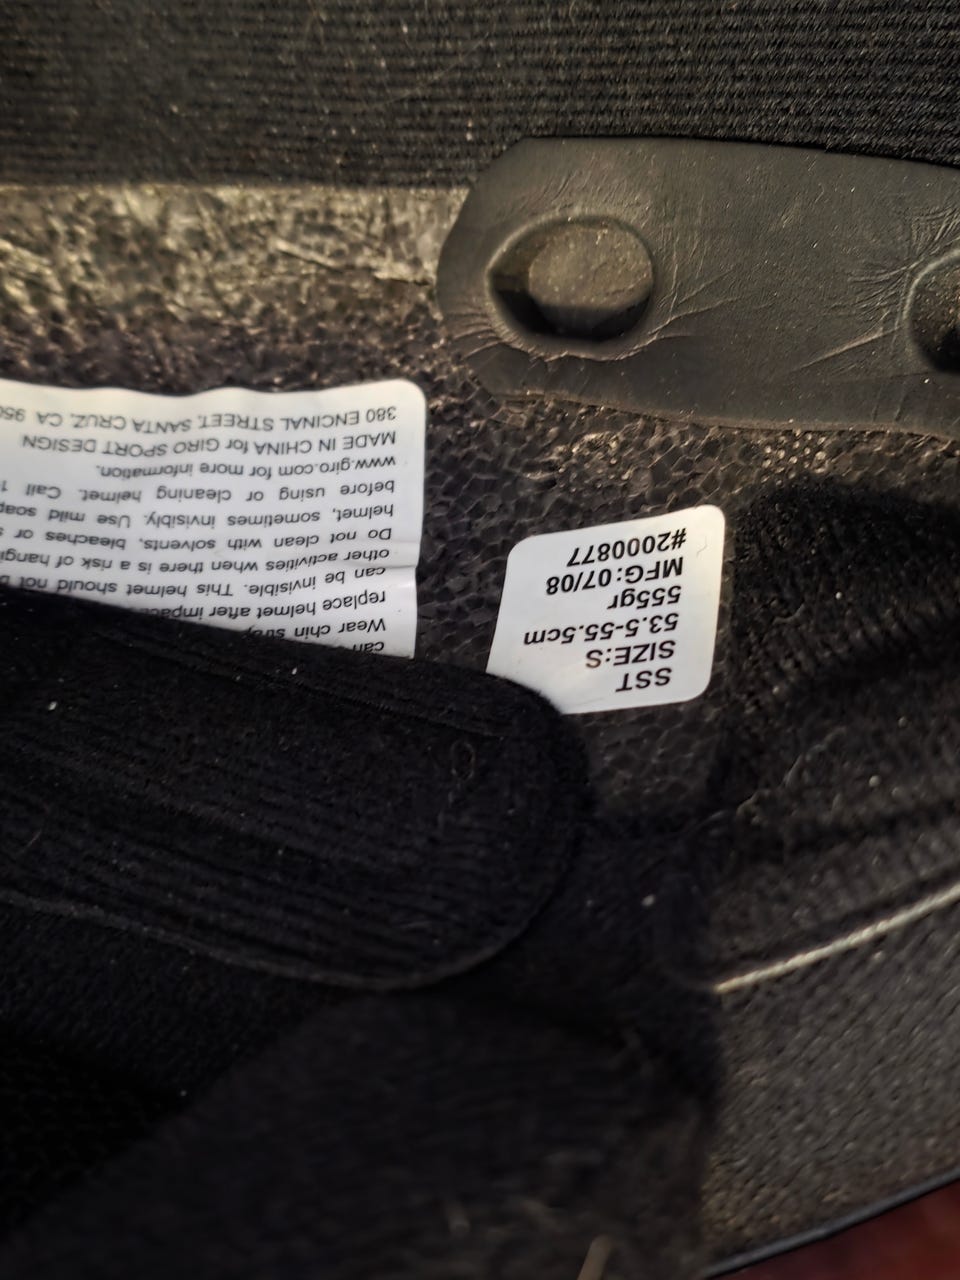 SST
SIZE:S
53.5-55.5cm
555gr
MFG:07/08
#2000877
can
Wear chin
replace helmet after
can be invisible. This helmet should not
other activities when there is a risk of
Do not clean with solvents, bleaches or
helmet, sometimes invisibly. Use mild
before using or cleaning helmet. Call
www.giro.com for more information.
MADE IN CHINA for GIRO SPORT DESIGN
380 ENCINAL STREET, SANTA CRUZ, CA